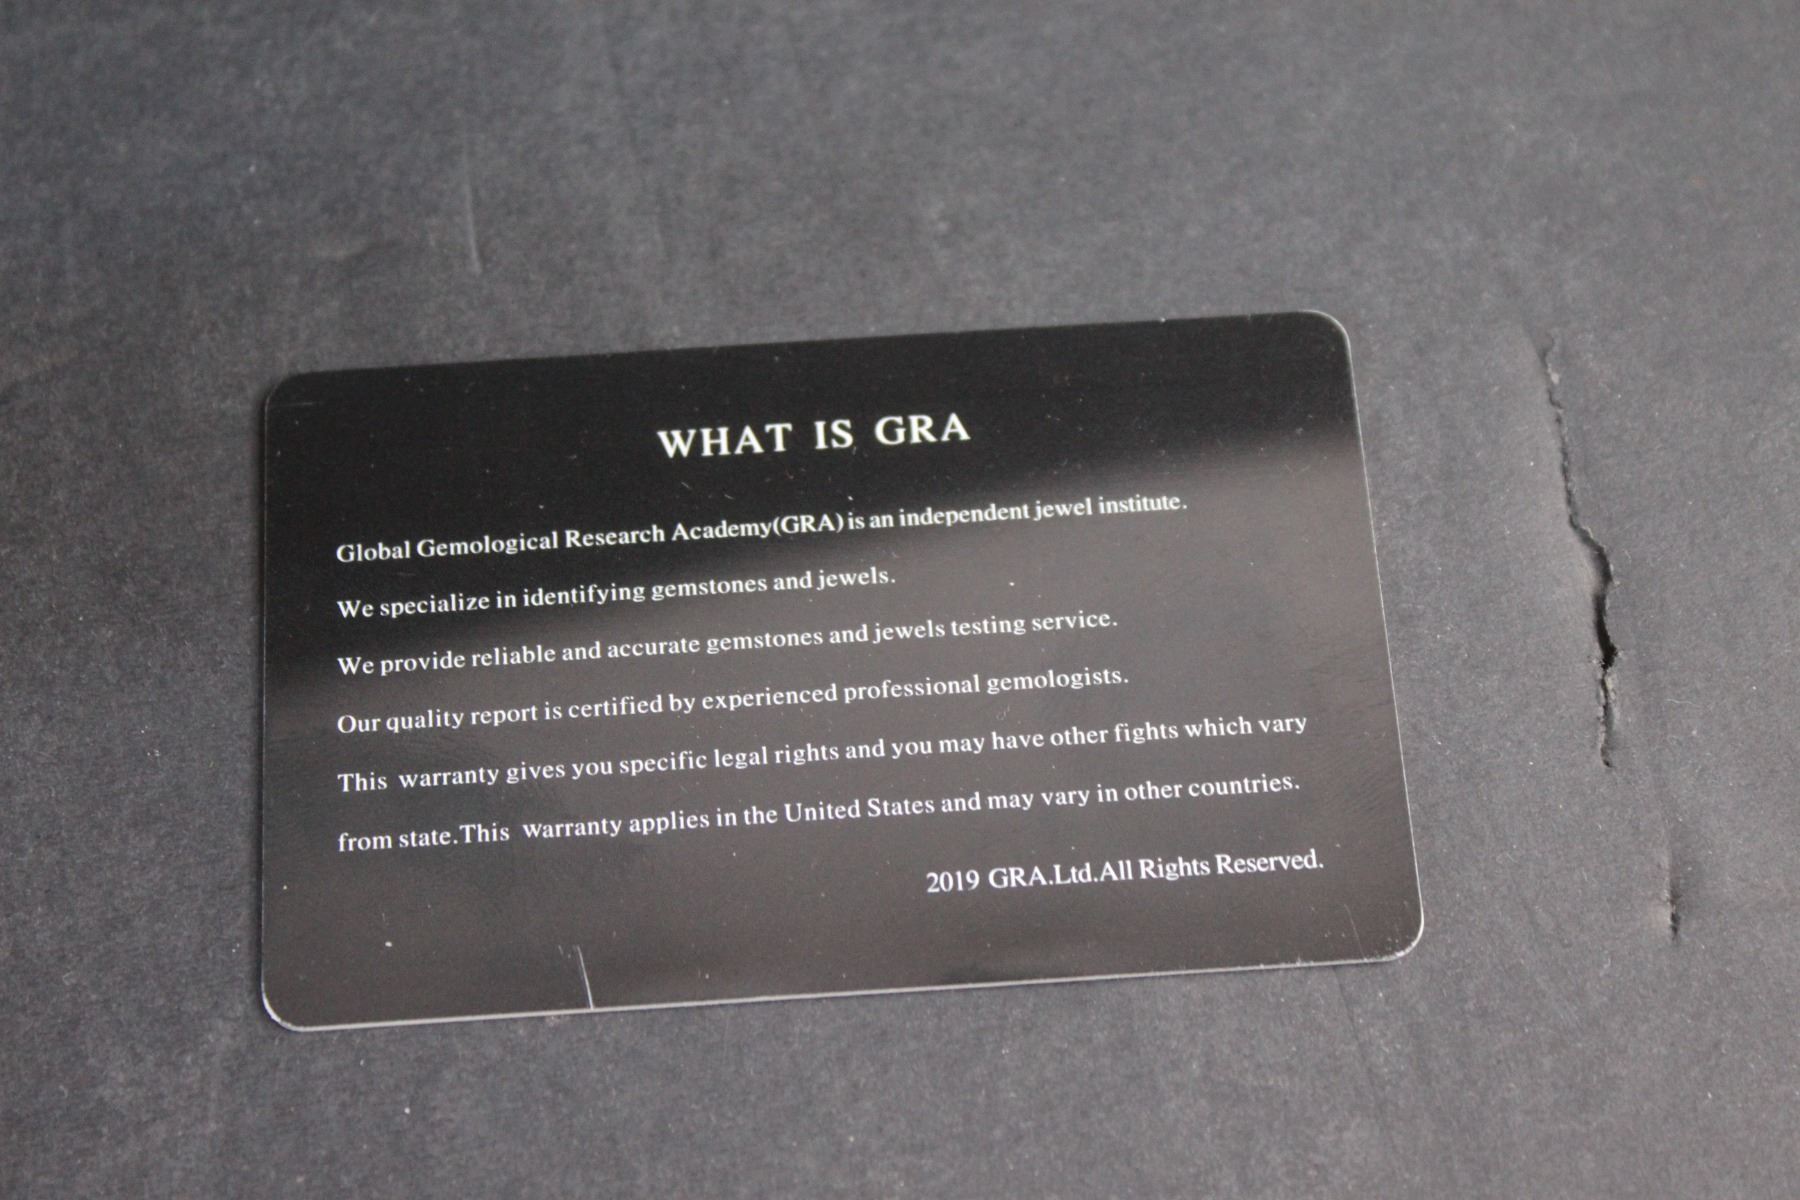 WHAT IS GRA
Global Gemological Research Academy(GRA) is an independent jewel institute.
We specialize in identifying gemstones and jewels.
We provide reliable and accurate gemstones and jewels testing service.
Our quality report is certified by experienced professional gemologists.
This warranty gives you specific legal rights and you may have other fights which vary
from state.This warranty applies in the United States and may vary in other countries.
2019 GRA.Ltd.All Rights Reserved.